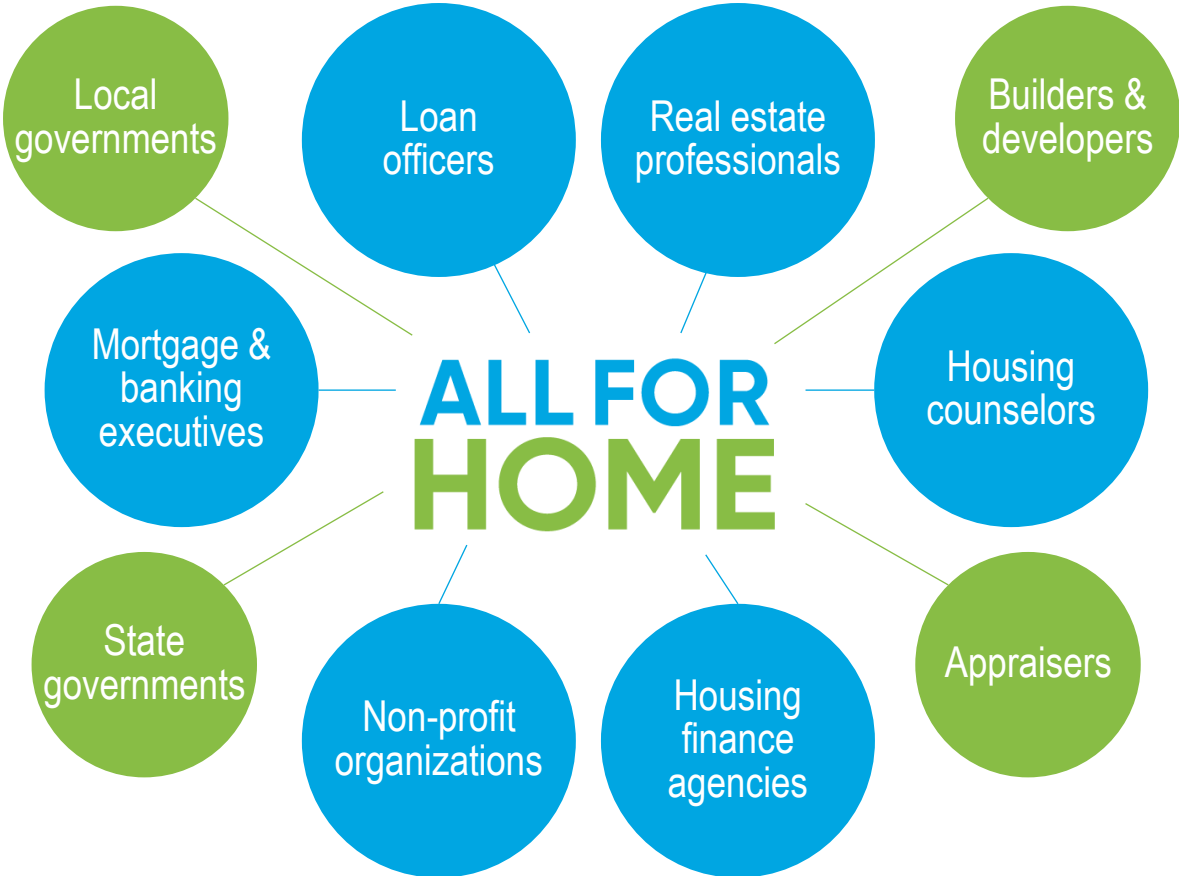 Local
governments
Loan
officers
Real estate
professionals
Builders &
developers
Mortgage &
banking
executives
ALL FOR
HOME
Housing
counselors
State
governments
Non-profit
organizations
Housing
finance
agencies
Appraisers